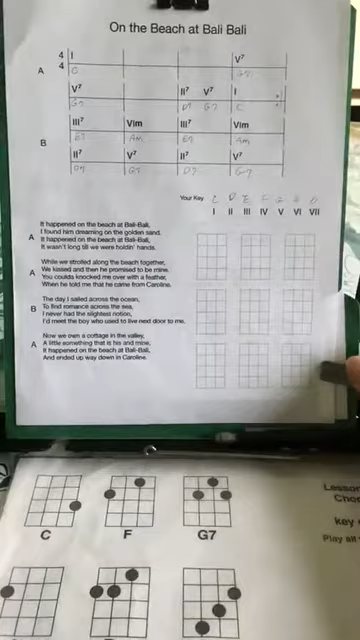 On the Beach at Bali Bali
4 I V7
4
A C G7
V7 II7 V7 I
G7 D7 G7 C
III7 VIm III7 VIm
E7 Am E7 Am
B
II7 V7 II7 V7
D7 G7 D7 G7
Your Key C D E F G A B
I II III IV V VI VII
It happened on the beach at Bali-Bali,
I found him dreaming on the golden sand.
A It happened on the beach at Bali-Bali,
It wasn't long till we were holdin' hands.
While we strolled along the beach together,
A We kissed and then he promised to be mine.
You coulda knocked me over with a feather,
When he told me that he came from Caroline.
The day I sailed across the ocean,
B To find romance across the sea,
I never had the slightest notion,
I'd meet the boy who used to live next door to me.
Now we own a cottage in the valley,
A A little something that is his and mine,
It happened on the beach at Bali-Bali,
And ended up way down in Caroline.
Lesson
C F G7
key
Play all